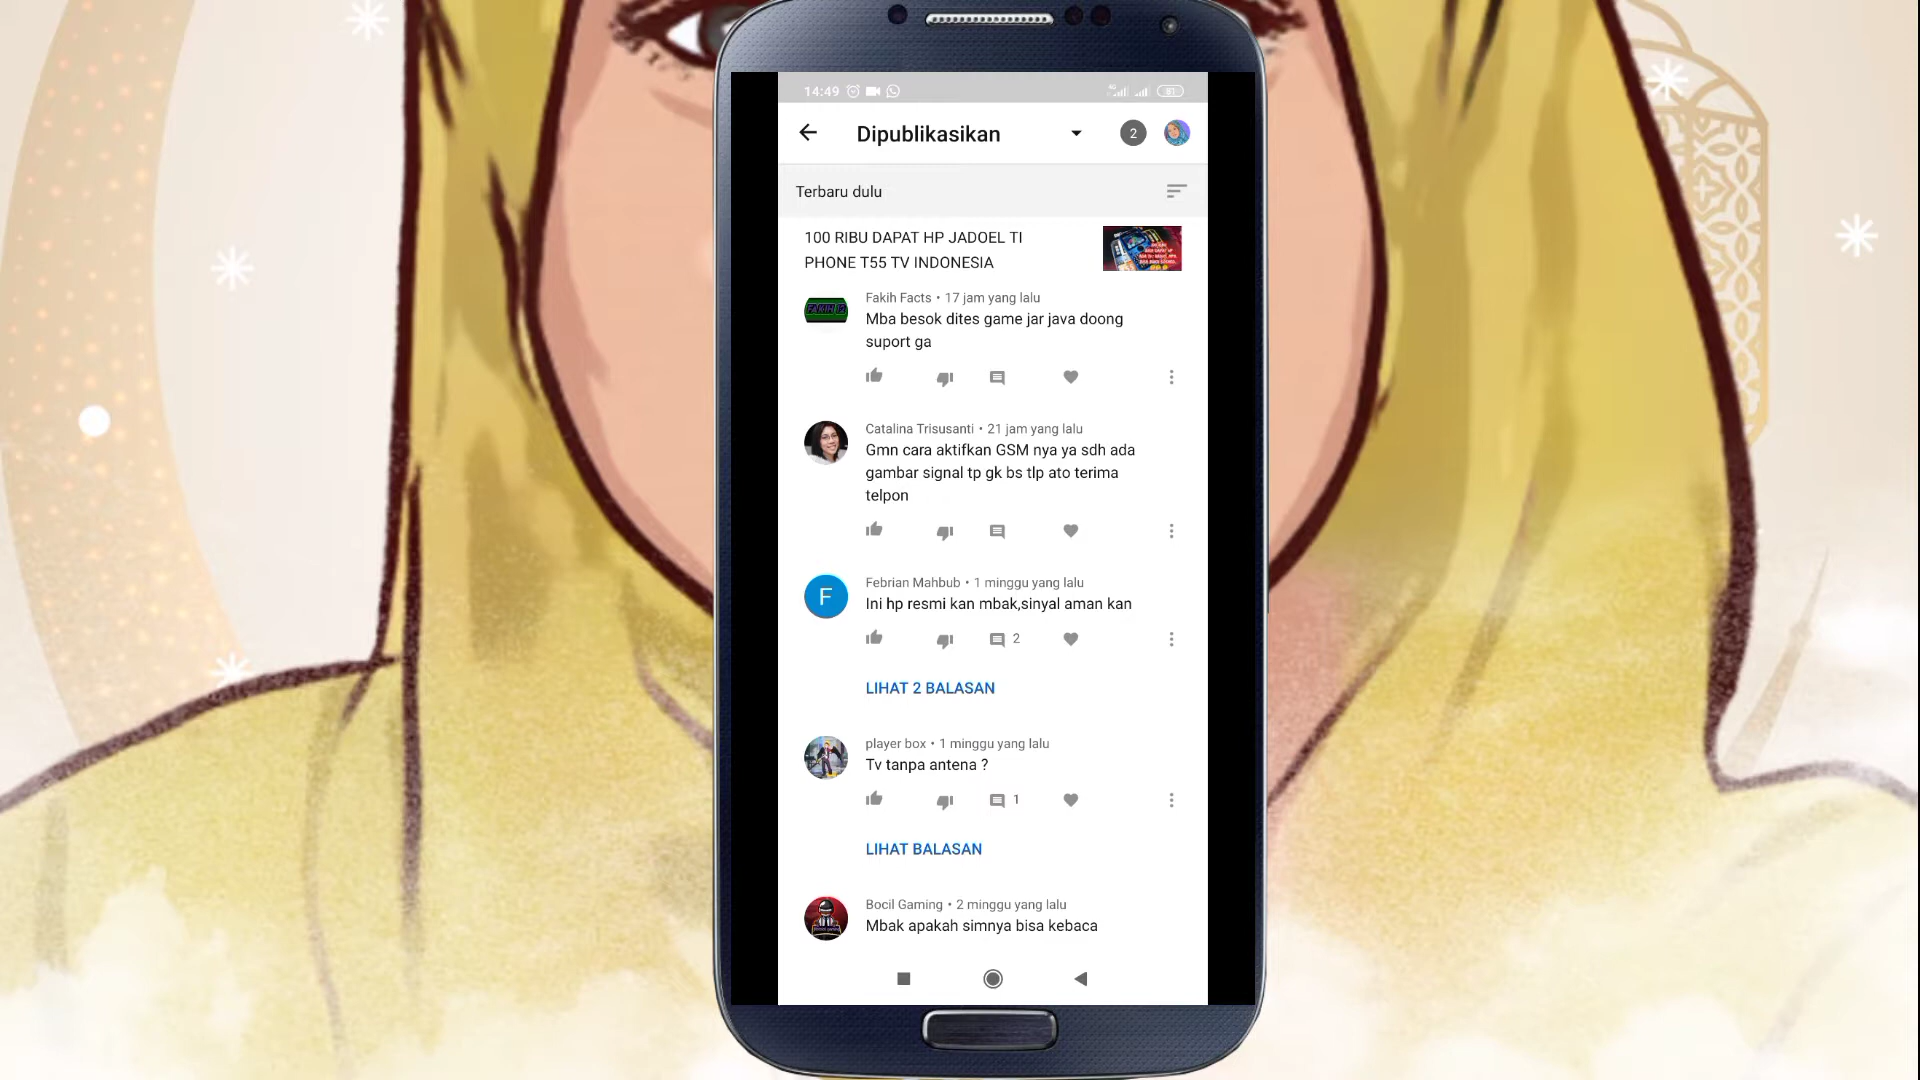 14:49
81
Dipublikasikan
2
Terbaru dulu
100 RIBU DAPAT HP JADOEL TI
PHONE T55 TV INDONESIA
Fakih Facts • 17 jam yang lalu
Mba besok dites game jar java doong
suport ga
Catalina Trisusanti • 21 jam yang lalu
Gmn cara aktifkan GSM nya ya sdh ada
gambar signal tp gk bs tlp ato terima
telpon
F
Febrian Mahbub • 1 minggu yang lalu
Ini hp resmi kan mbak,sinyal aman kan
2
LIHAT 2 BALASAN
player box • 1 minggu yang lalu
Tv tanpa antena ?
1
LIHAT BALASAN
Bocil Gaming • 2 minggu yang lalu
Mbak apakah simnya bisa kebaca